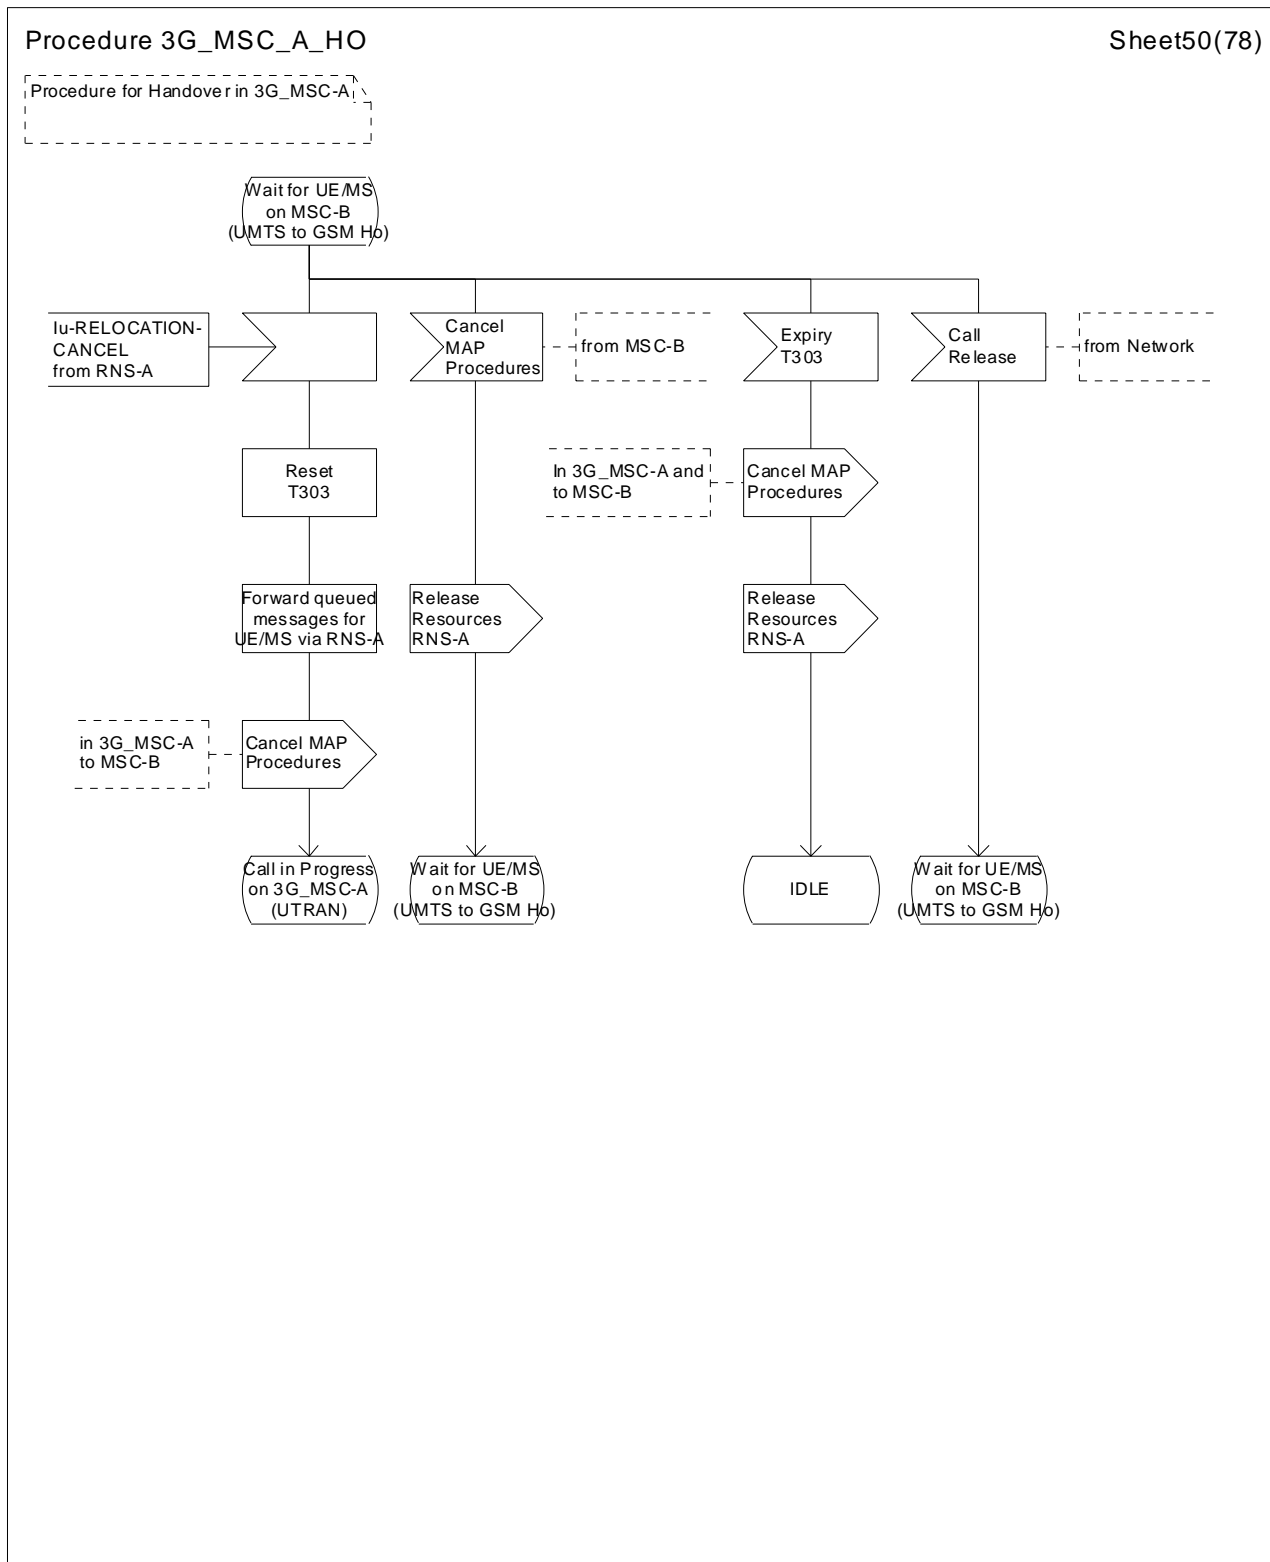 Procedure 3G_MSC_A_HO
Sheet50(78)
Procedure for Handover in 3G_MSC-A
Wait for UE/MS
on MSC-B
(UMTS to GSM Ho)
Iu-RELOCATION-
CANCEL
from RNS-A
Cancel
MAP
Procedures
from MSC-B
Expiry
T303
Call
Release
from Network
Reset
T303
In 3G_MSC-A and
to MSC-B
Cancel MAP
Procedures
Forward queued
messages for
UE/MS via RNS-A
Release
Resources
RNS-A
Release
Resources
RNS-A
in 3G_MSC-A
to MSC-B
Cancel MAP
Procedures
Call in Progress
on 3G_MSC-A
(UTRAN)
Wait for UE/MS
on MSC-B
(UMTS to GSM Ho)
IDLE
Wait for UE/MS
on MSC-B
(UMTS to GSM Ho)